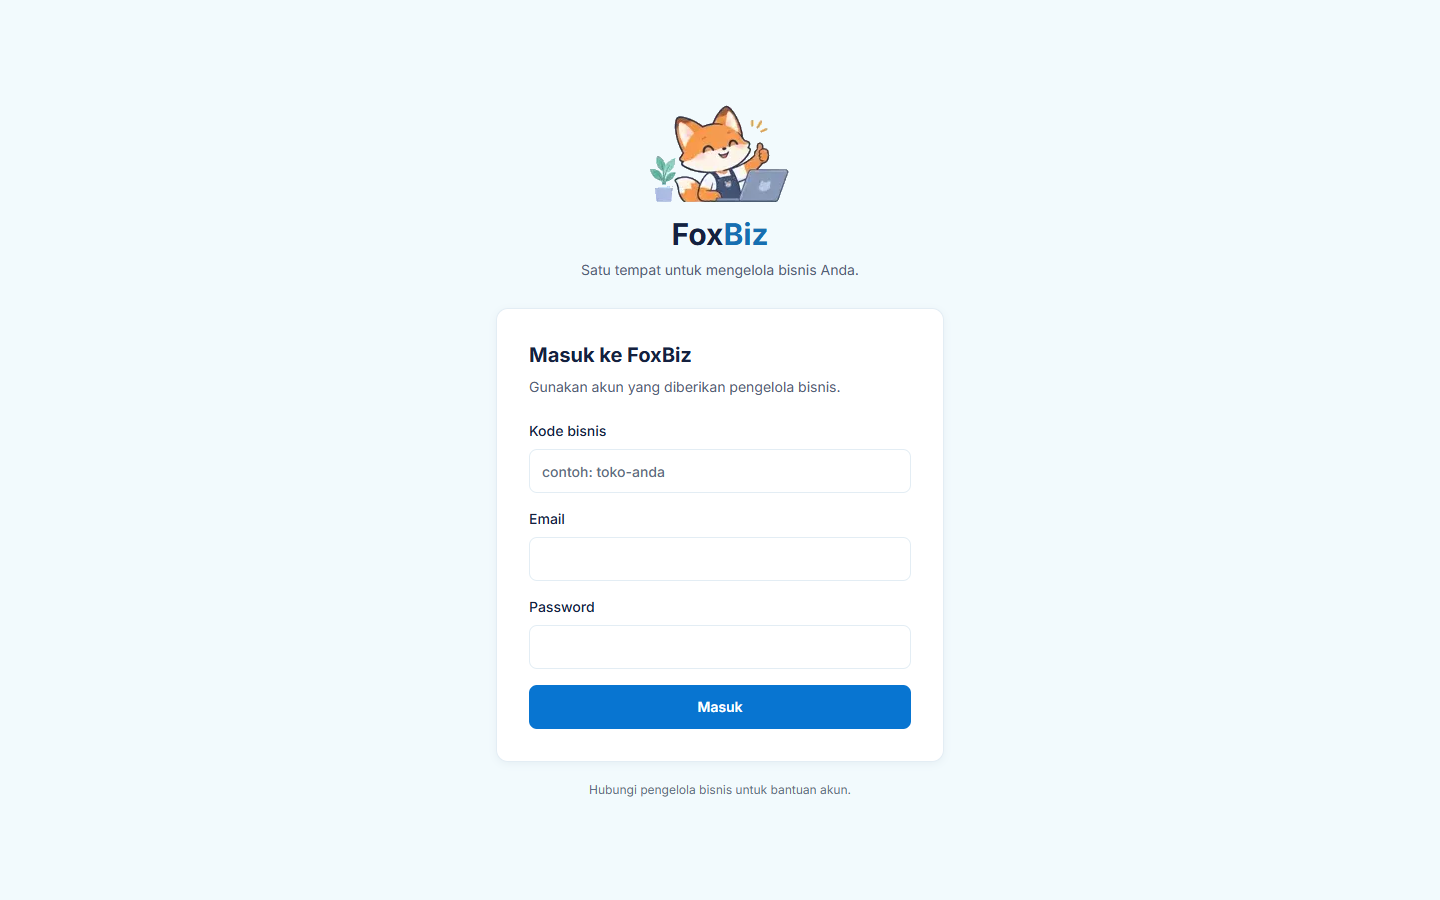 FoxBiz
Satu tempat untuk mengelola bisnis Anda.
Masuk ke FoxBiz
Gunakan akun yang diberikan pengelola bisnis.
Kode bisnis
contoh: toko-anda
Email
Password
Masuk
Hubungi pengelola bisnis untuk bantuan akun.